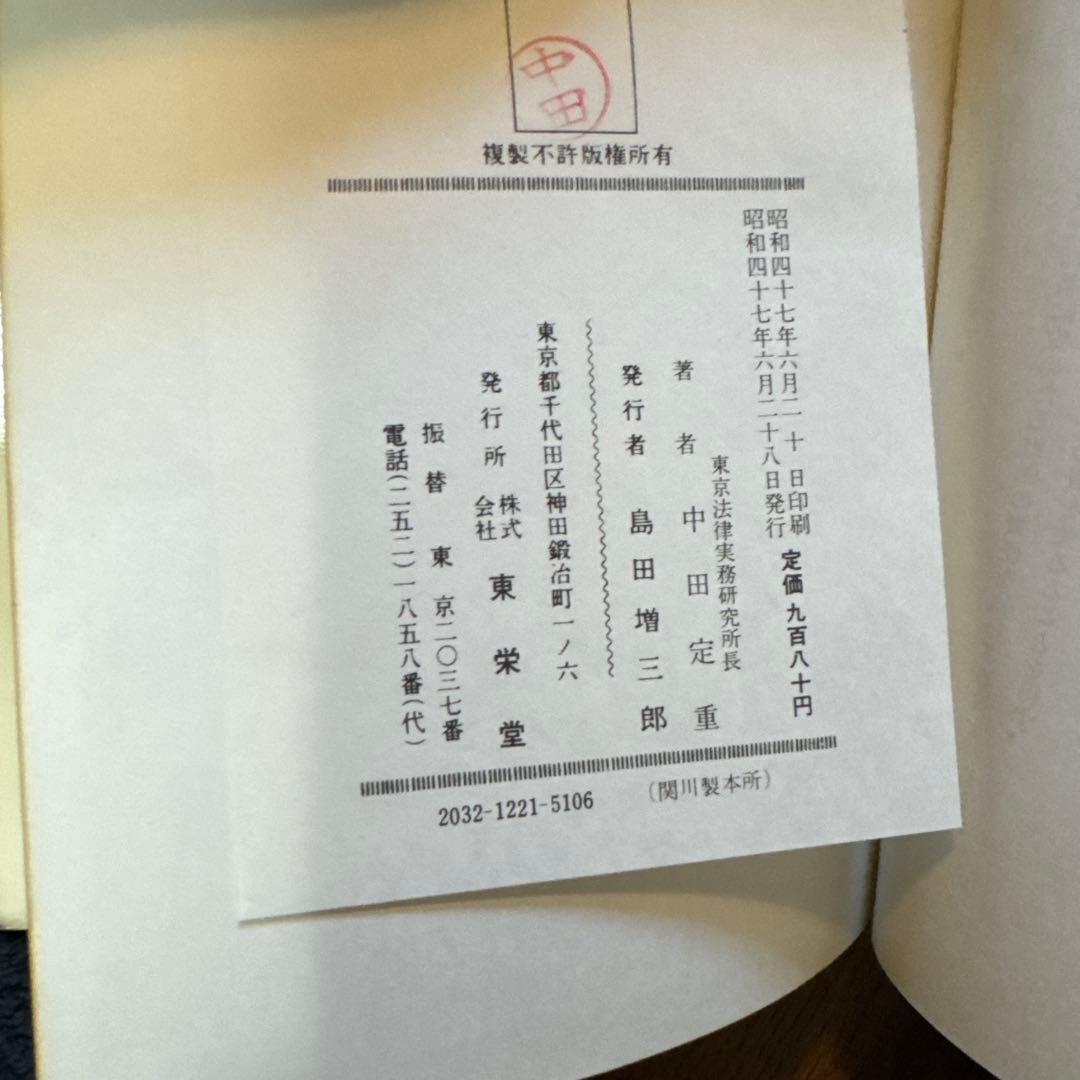 中田
複製不許版権所有
昭和四十七年六月二十日印刷
昭和四十七年六月二十八日発行
定価 九百八十円
東京法律実務研究所長
著者 中田定重
発行者 島田増三郎
東京都千代田区神田鍛冶町一ノ六
発行所 株式会社 東栄堂
振替 東京二〇三七番
電話(二五二)一八五八番(代)
2032-1221-5106
(関川製本所)